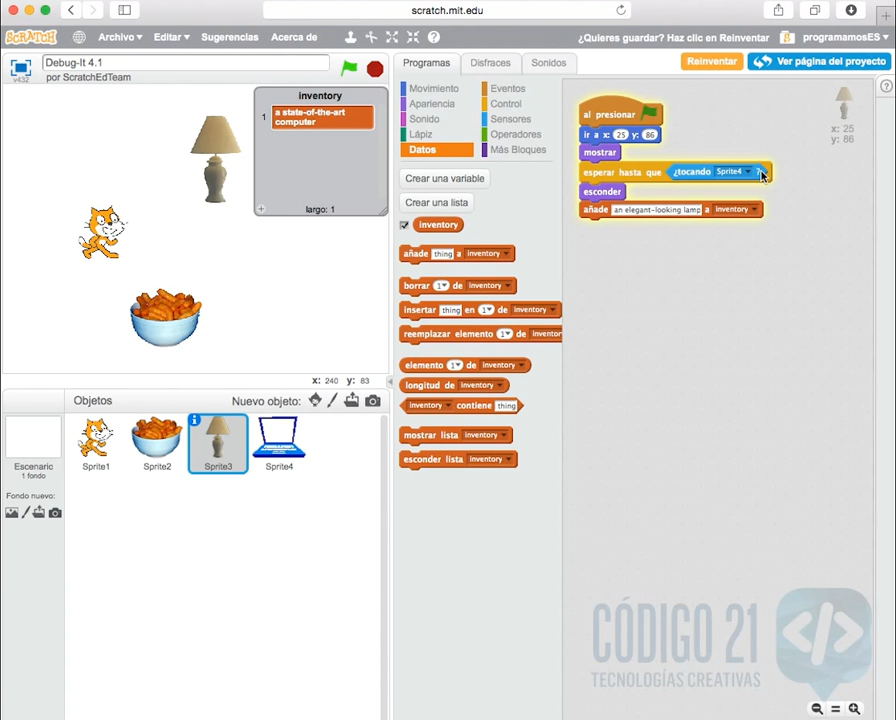 scratch.mit.edu
SCRATCH
Archivo
Editar
Sugerencias
Acerca de
¿Quieres guardar? Haz clic en Reinventar
programamosES
v432
Debug-It 4.1
por ScratchEdTeam
Programas
Disfraces
Sonidos
Reinventar
Ver página del proyecto
inventory
1
a state-of-the-art
computer
largo: 1
Movimiento
Eventos
Apariencia
Control
Sonido
Sensores
Lápiz
Operadores
Datos
Más Bloques
Crear una variable
Crear una lista
inventory
añade thing a inventory
borrar 1 de inventory
insertar thing en 1 de inventory
reemplazar elemento 1 de inventor
elemento 1 de inventory
longitud de inventory
inventory contiene thing
mostrar lista inventory
esconder lista inventory
al presionar
ir a x: 25 y: 86
mostrar
esperar hasta que ¿tocando Sprite4 ?
esconder
añade an elegant-looking lamp a inventory
x: 25
y: 86
x: 240 y: 83
Objetos
Nuevo objeto:
Escenario
1 fondo
Fondo nuevo:
Sprite1
Sprite2
Sprite3
Sprite4
CÓDIGO 21
TECNOLOGÍAS CREATIVAS